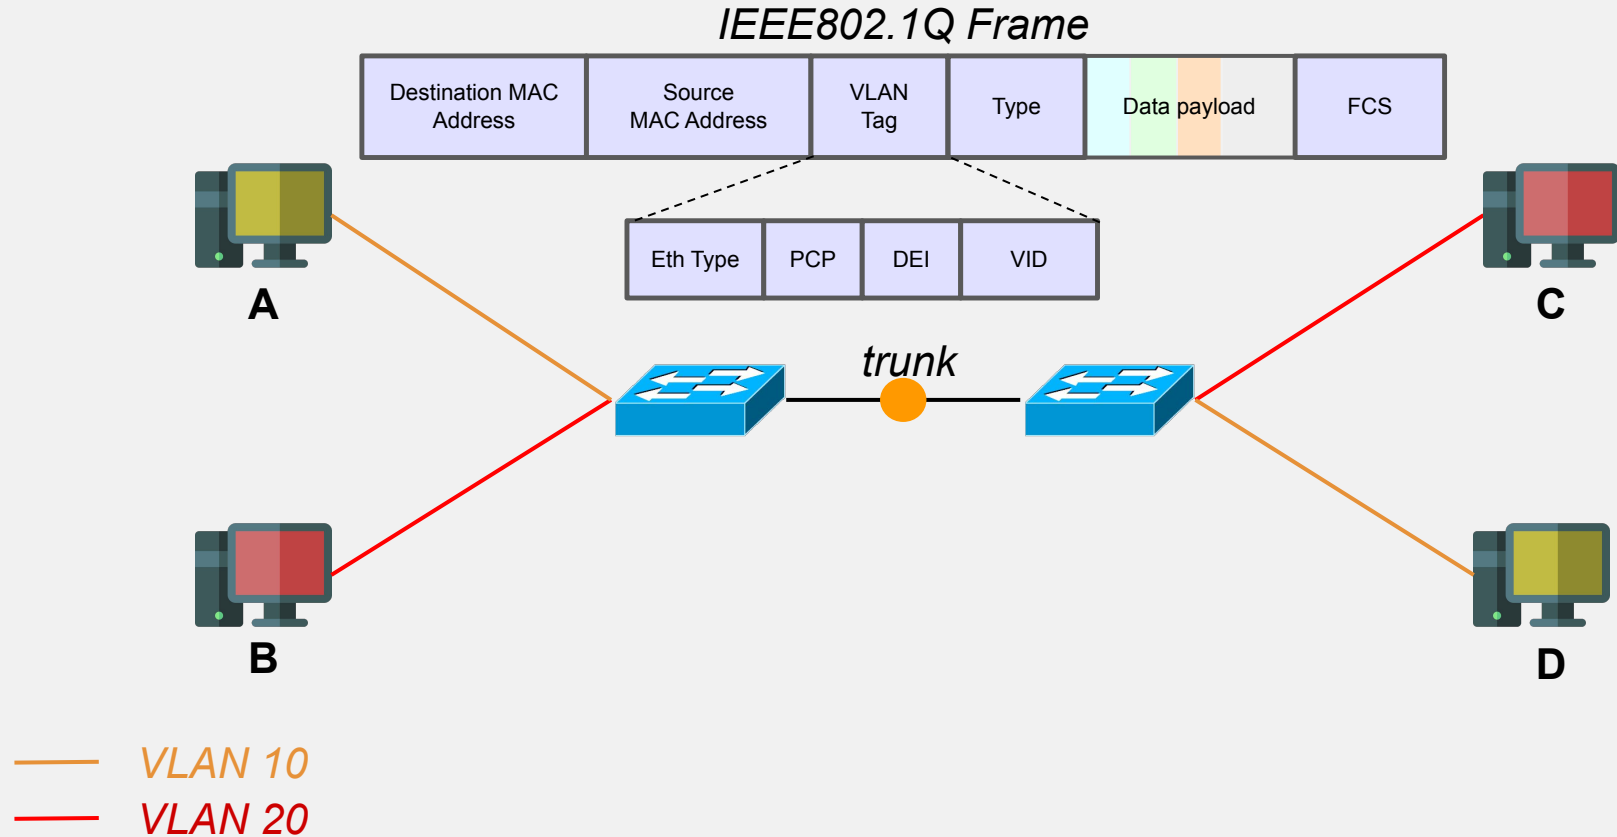 IEEE802.1Q Frame
Destination MAC
Address
Source
MAC Address
VLAN
Tag
Type
Data payload
FCS
Eth Type
PCP
DEI
VID
A
C
trunk
B
D
VLAN 10
VLAN 20